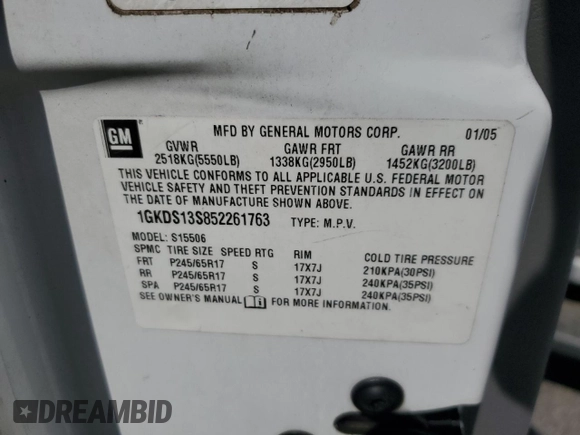 GM
MFD BY GENERAL MOTORS CORP. 01/05
GVWR GAWR FRT GAWR RR
2518KG(5550LB) 1338KG(2950LB) 1452KG(3200LB)
THIS VEHICLE CONFORMS TO ALL APPLICABLE U.S. FEDERAL MOTOR
VEHICLE SAFETY AND THEFT PREVENTION STANDARDS IN EFFECT ON
THE DATE OF MANUFACTURE SHOWN ABOVE.
1GKDS13S852261763 TYPE: M.P.V.
MODEL: S15506
SPMC TIRE SIZE SPEED RTG RIM COLD TIRE PRESSURE
FRT P245/65R17 S 17X7J 210KPA(30PSI)
RR P245/65R17 S 17X7J 240KPA(35PSI)
SPA P245/65R17 S 17X7J 240KPA(35PSI)
SEE OWNER'S MANUAL FOR MORE INFORMATION.
DREAMBID